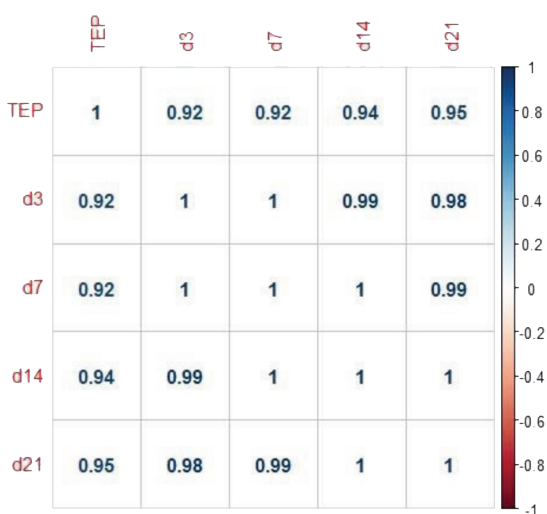 TEP d3 d7 d14 d21
TEP 1 0.92 0.92 0.94 0.95
d3 0.92 1 1 0.99 0.98
d7 0.92 1 1 1 0.99
d14 0.94 0.99 1 1 1
d21 0.95 0.98 0.99 1 1
1
0.8
0.6
0.4
0.2
0
-0.2
-0.4
-0.6
-0.8
-1